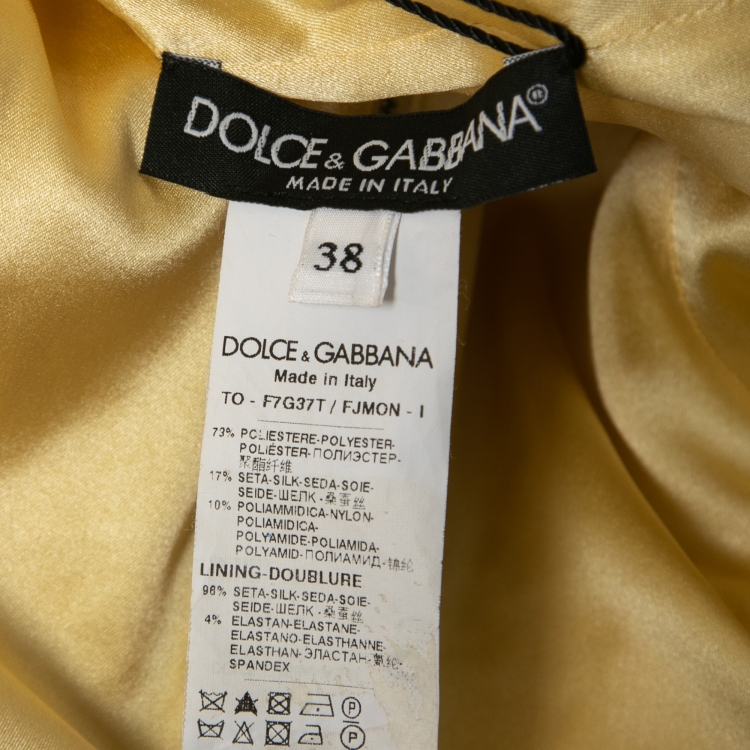 DOLCE & GABBANA®
MADE IN ITALY
38
DOLCE & GABBANA
Made in Italy
TO - F7G37T / FJMON - I
73% POLIESTERE-POLYESTER-
POLIÉSTER-ПОЛИЭСТЕР-
聚酯纤维
17% SETA-SILK-SEDA-SOIE-
SEIDE-ШЕЛК -桑蚕丝
10% POLIAMMIDICA-NYLON-
POLIAMIDICA-
POLYAMIDE-POLIAMIDA-
POLYAMID-ПОЛИАМИД-锦纶
LINING-DOUBLURE
96% SETA-SILK-SEDA-SOIE-
SEIDE-ШЕЛК -桑蚕丝
4% ELASTAN-ELASTANE-
ELASTANO-ELASTHANNE-
ELASTHAN-ЭЛАСТАН-氨纶-
SPANDEX
P
P